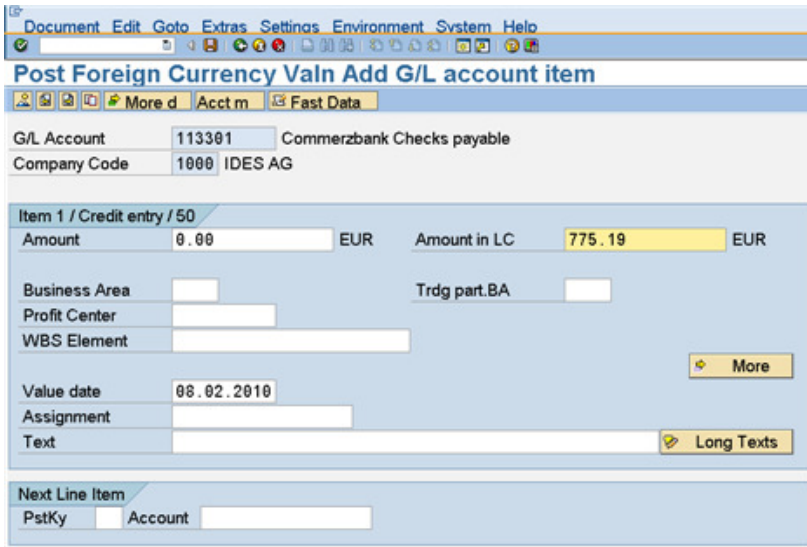 Document Edit Goto Extras Settings Environment System Help
Post Foreign Currency Valn Add G/L account item
More d Acct m Fast Data
G/L Account 113301 Commerzbank Checks payable
Company Code 1000 IDES AG
Item 1 / Credit entry / 50
Amount 0.00 EUR Amount in LC 775.19 EUR
Business Area Trdg part.BA
Profit Center
WBS Element
More
Value date 08.02.2010
Assignment
Text Long Texts
Next Line Item
PstKy Account